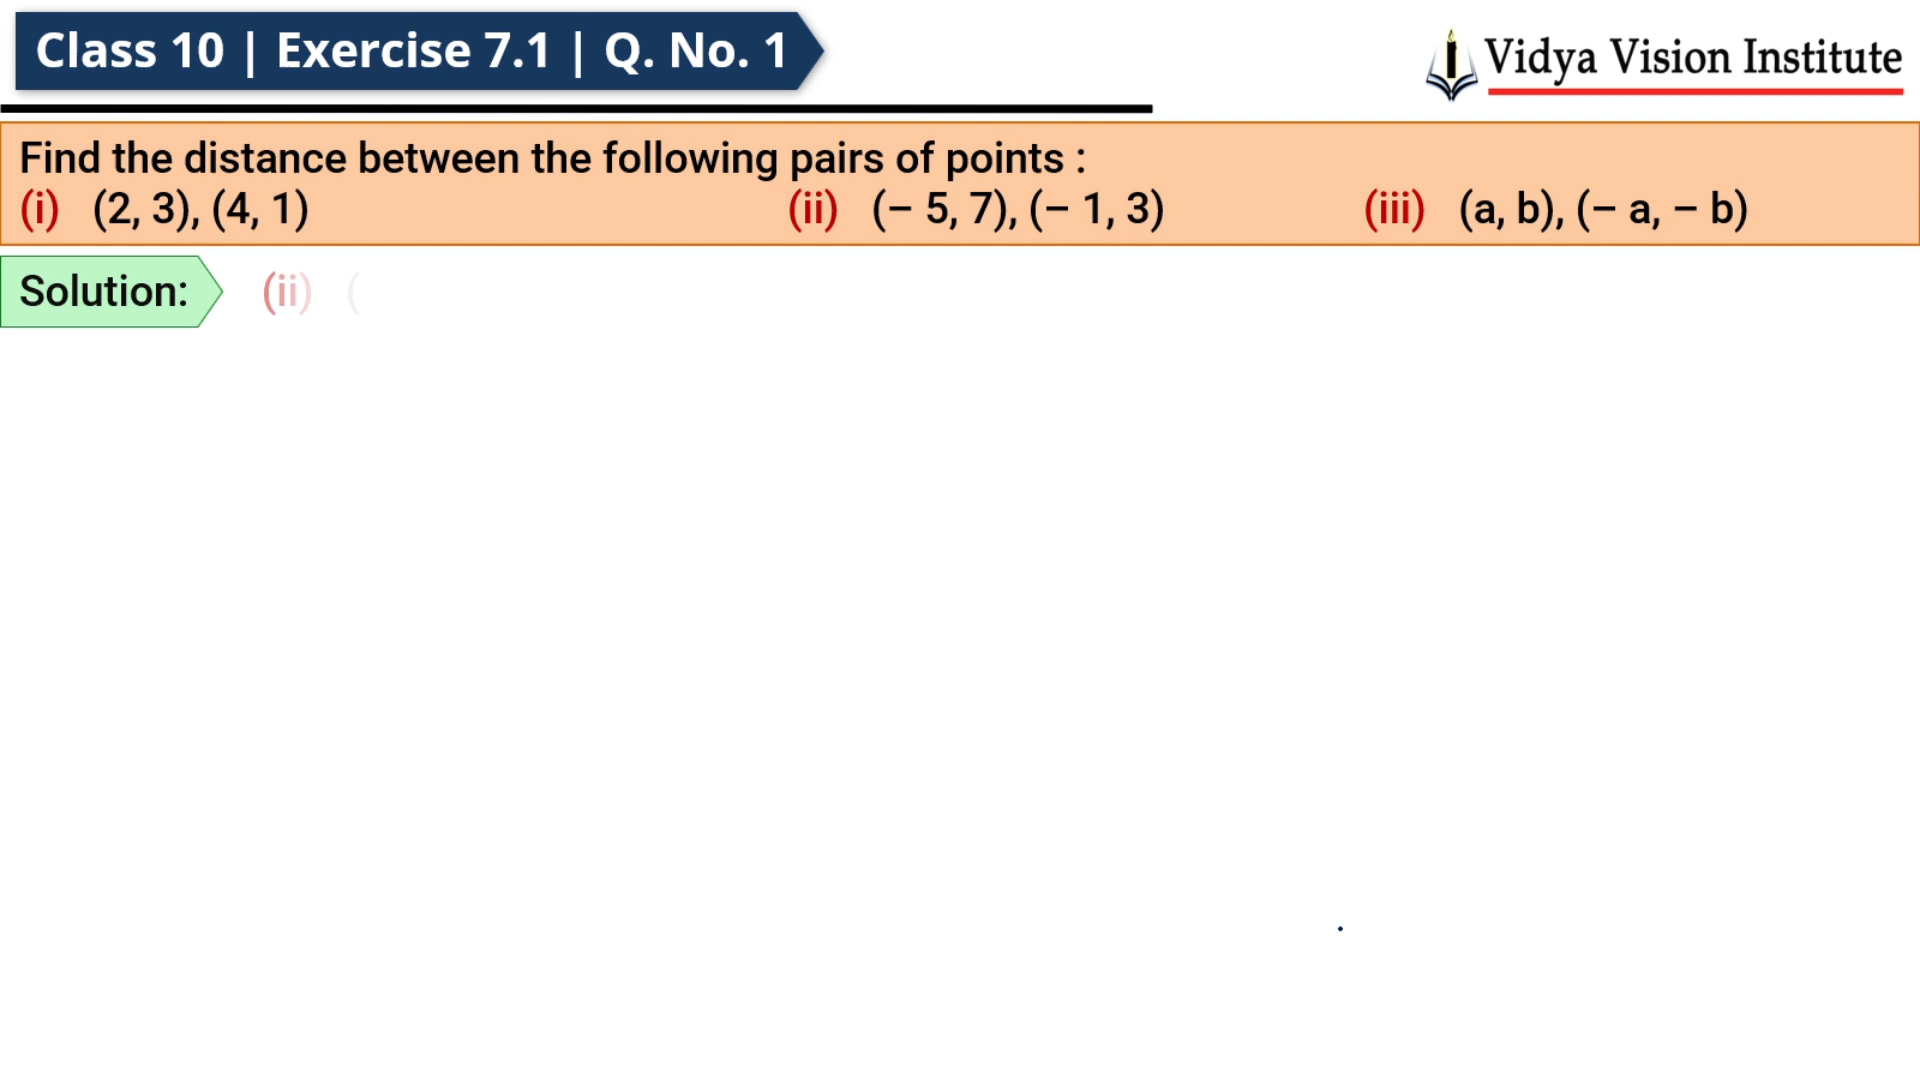 Class 10 | Exercise 7.1 | Q. No. 1
Vidya Vision Institute
Find the distance between the following pairs of points :
(i) (2, 3), (4, 1) (ii) (– 5, 7), (– 1, 3) (iii) (a, b), (– a, – b)
Solution: (ii) (